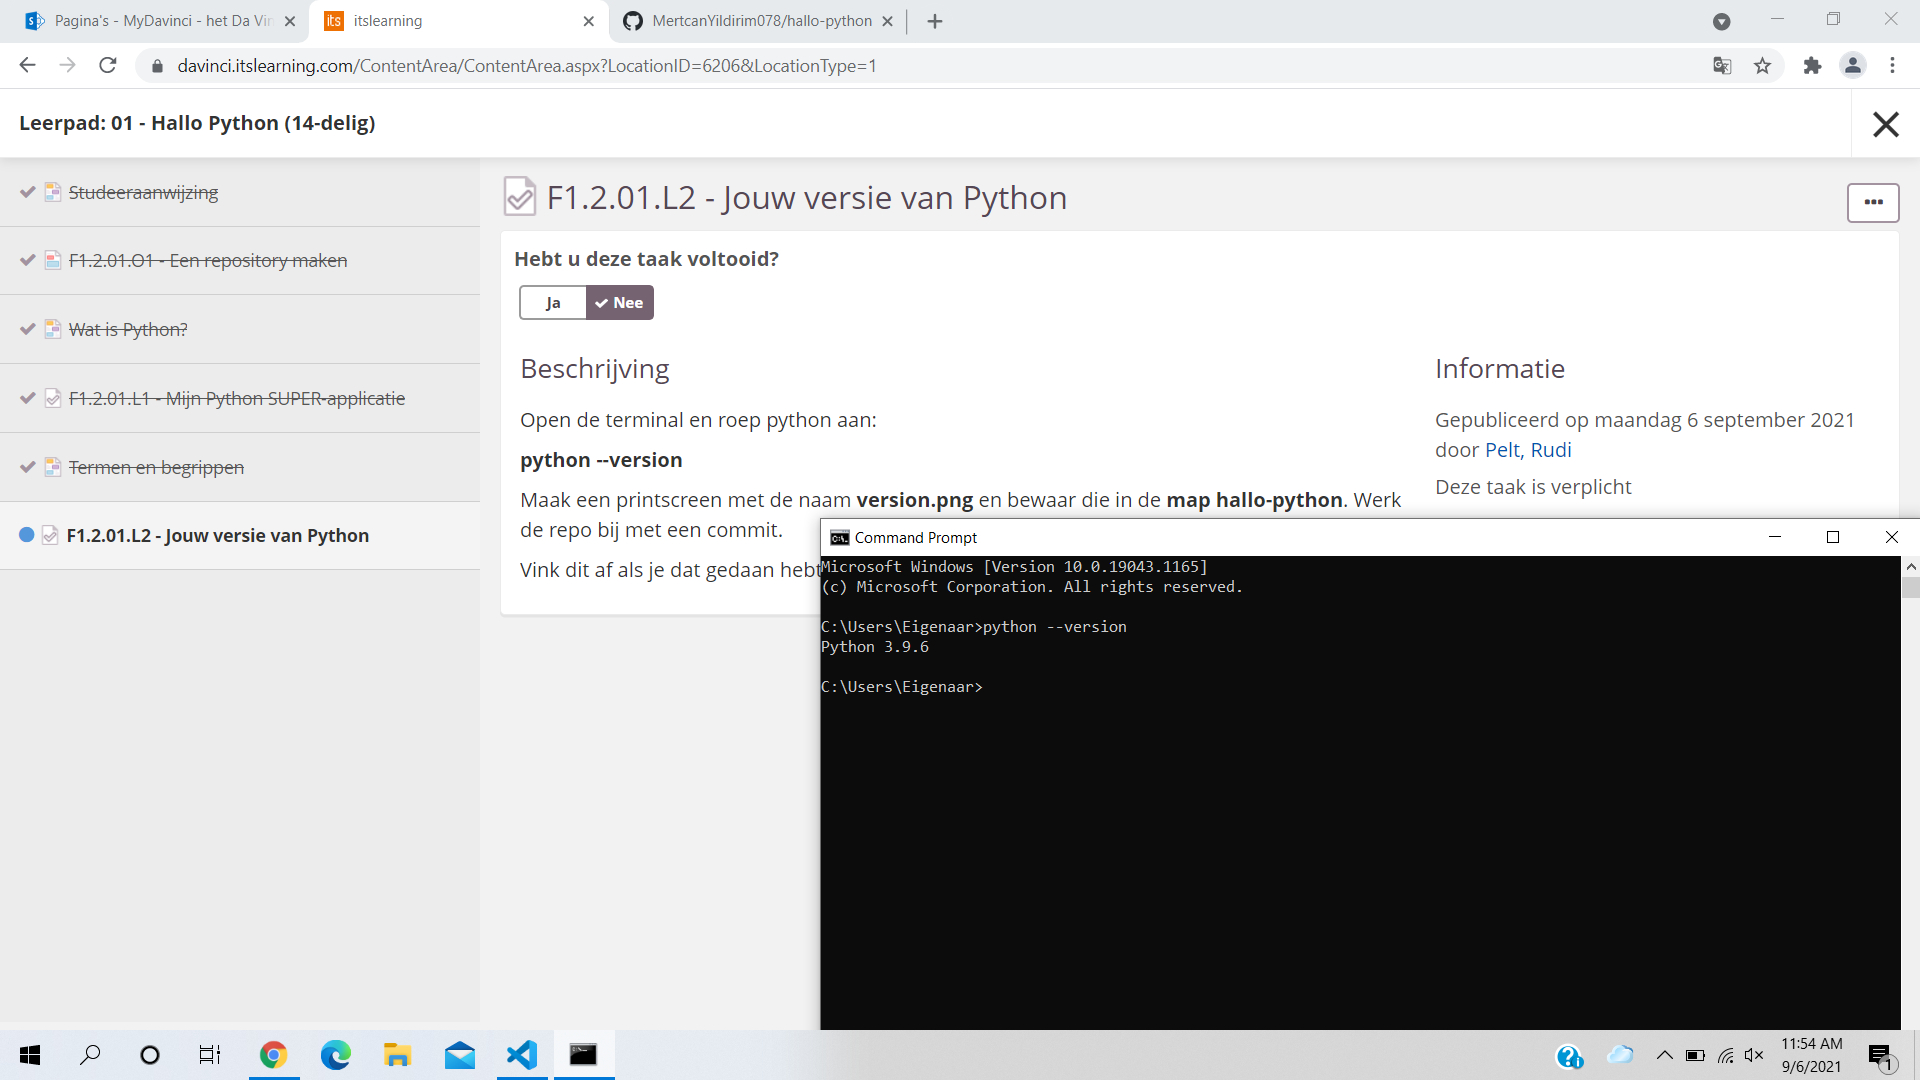 Pagina's - MyDavinci - het Da Vin
itslearning
MertcanYildirim078/hallo-python
davinci.itslearning.com/ContentArea/ContentArea.aspx?LocationID=6206&LocationType=1
Leerpad: 01 - Hallo Python (14-delig)
Studeeraanwijzing
F1.2.01.O1 - Een repository maken
Wat is Python?
F1.2.01.L1 - Mijn Python SUPER-applicatie
Termen en begrippen
F1.2.01.L2 - Jouw versie van Python
F1.2.01.L2 - Jouw versie van Python
Hebt u deze taak voltooid?
Ja
Nee
Beschrijving
Open de terminal en roep python aan:
python --version
Maak een printscreen met de naam version.png en bewaar die in de map hallo-python. Werk
de repo bij met een commit.
Vink dit af als je dat gedaan hebt
Informatie
Gepubliceerd op maandag 6 september 2021
door Pelt, Rudi
Deze taak is verplicht
Command Prompt
Microsoft Windows [Version 10.0.19043.1165]
(c) Microsoft Corporation. All rights reserved.
C:\Users\Eigenaar>python --version
Python 3.9.6
C:\Users\Eigenaar>
11:54 AM
9/6/2021
1